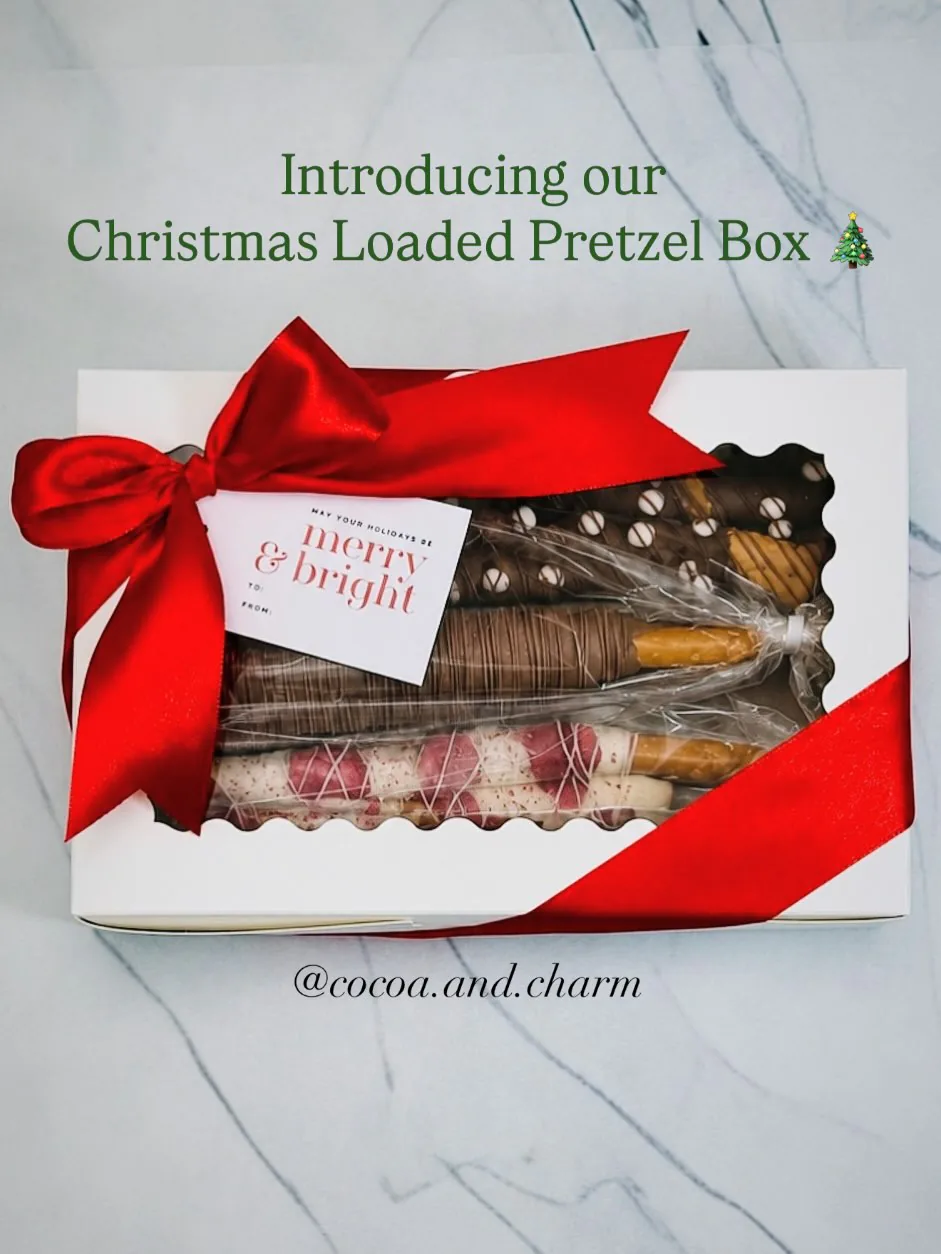 Introducing our
Christmas Loaded Pretzel Box 🎄
MAY YOUR HOLIDAYS BE
merry
& bright
TO:
FROM:
@cocoa.and.charm